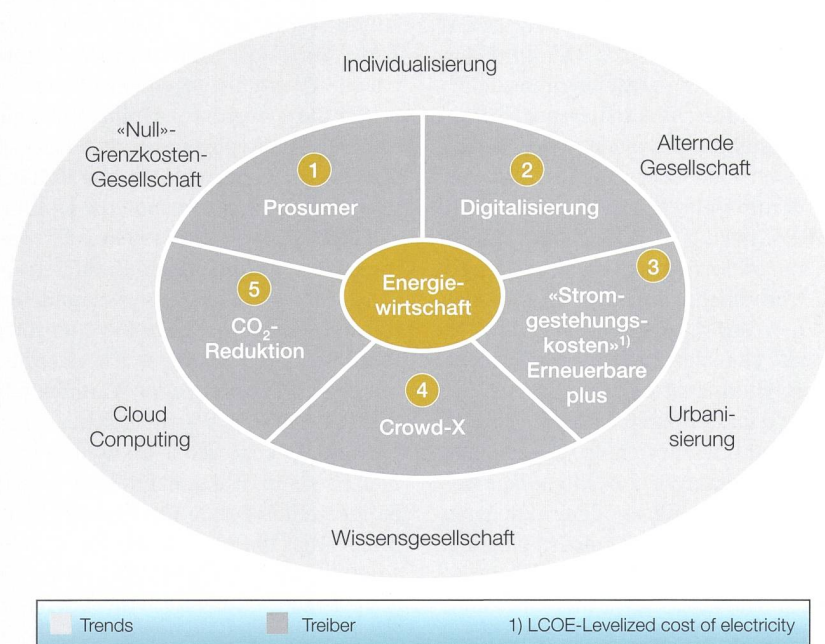 Individualisierung
«Null»-
Grenzkosten-
Gesellschaft
Alternde
Gesellschaft
1
Prosumer
2
Digitalisierung
3
«Strom-
gestehungs-
kosten»1)
Erneuerbare
plus
Energie-
wirtschaft
5
CO₂-
Reduktion
4
Crowd-X
Cloud
Computing
Urbani-
sierung
Wissensgesellschaft
Trends
Treiber
1) LCOE-Levelized cost of electricity